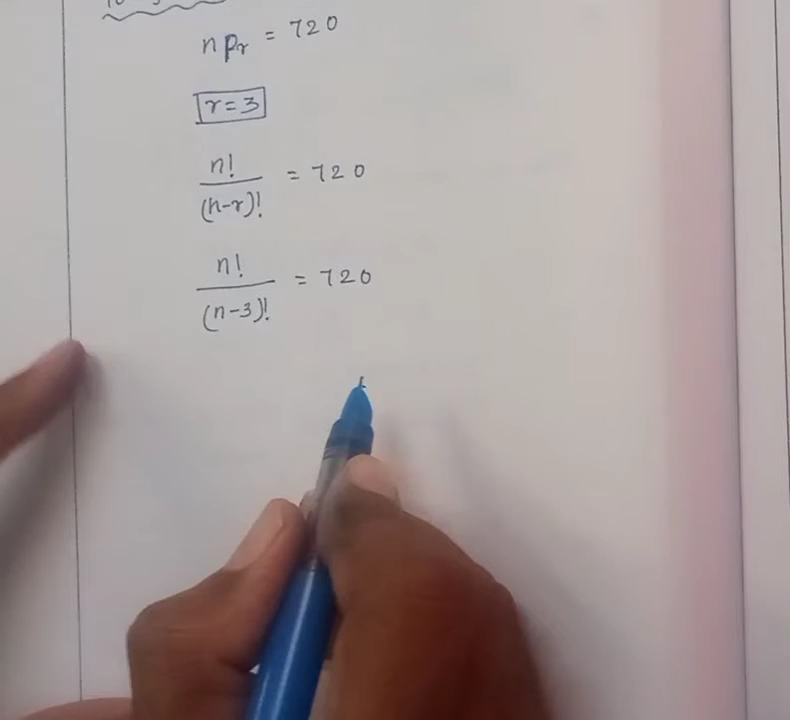 nPr = 720
r=3
n!/(n-r)! = 720
n!/(n-3)! = 720